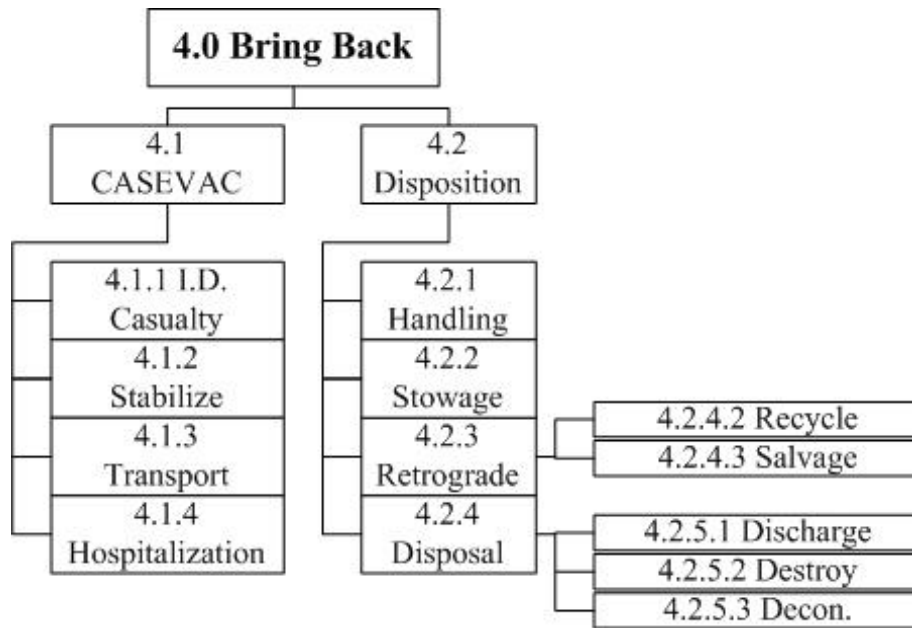 4.0 Bring Back
4.1
CASEVAC
4.2
Disposition
4.1.1 I.D.
Casualty
4.1.2
Stabilize
4.1.3
Transport
4.1.4
Hospitalization
4.2.1
Handling
4.2.2
Stowage
4.2.3
Retrograde
4.2.4
Disposal
4.2.4.2 Recycle
4.2.4.3 Salvage
4.2.5.1 Discharge
4.2.5.2 Destroy
4.2.5.3 Decon.